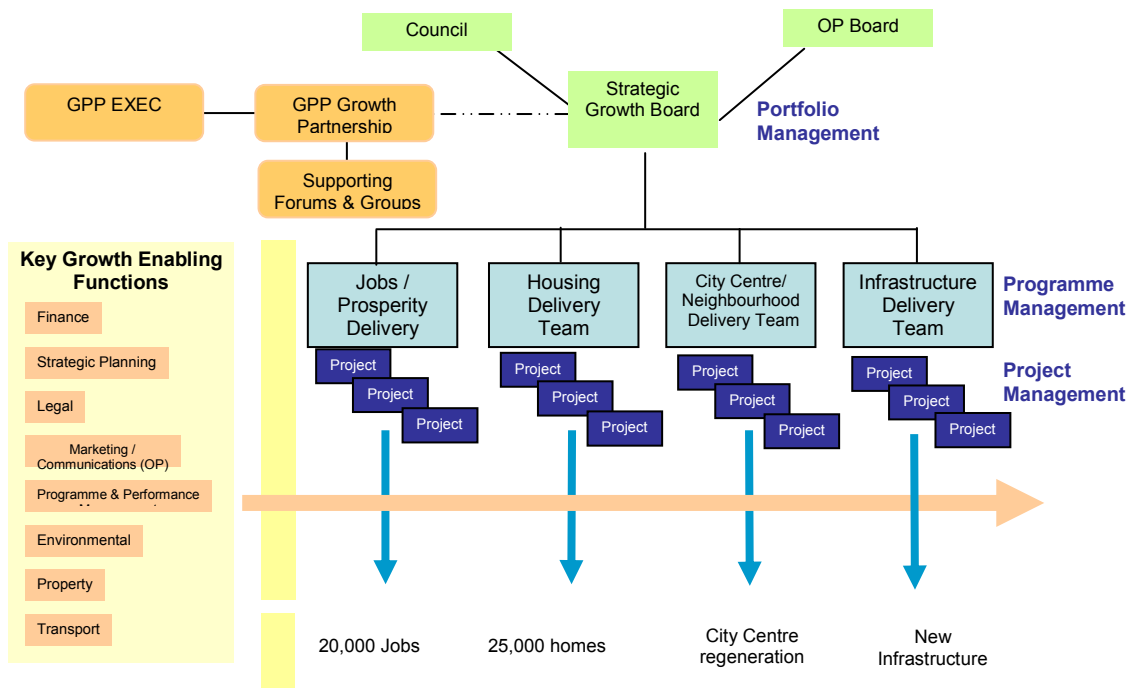 Council
OP Board
GPP EXEC
GPP Growth
Partnership
Strategic
Growth Board
Portfolio
Management
Supporting
Forums & Groups
Key Growth Enabling
Functions
Finance
Strategic Planning
Legal
Marketing /
Communications (OP)
Programme & Performance
Environmental
Property
Transport
Jobs /
Prosperity
Delivery
Housing
Delivery
Team
City Centre/
Neighbourhood
Delivery Team
Infrastructure
Delivery
Team
Programme
Management
Project
Project
Project
Project
Project
Project
Project
Project
Project
Project
Project
Project
Project
Management
20,000 Jobs
25,000 homes
City Centre
regeneration
New
Infrastructure